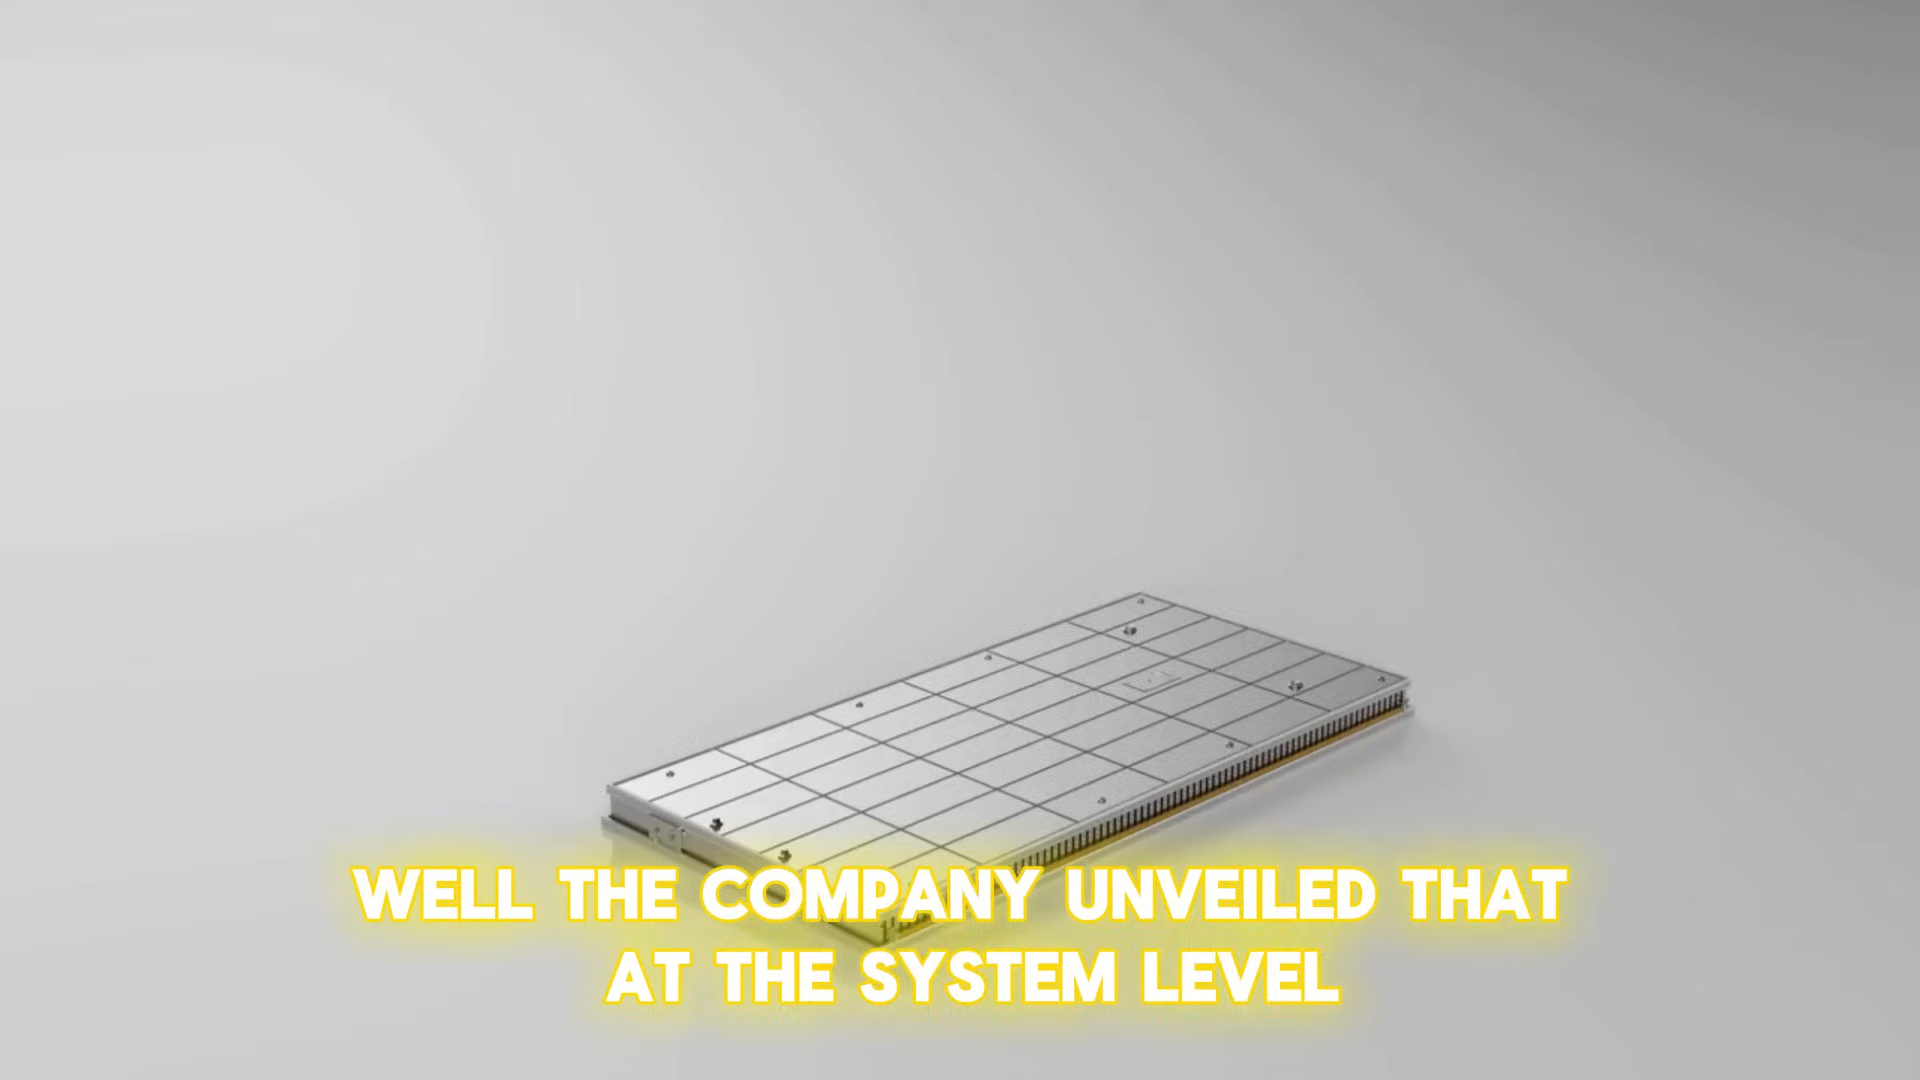 WELL THE COMPANY UNVEILED THAT
AT THE SYSTEM LEVEL